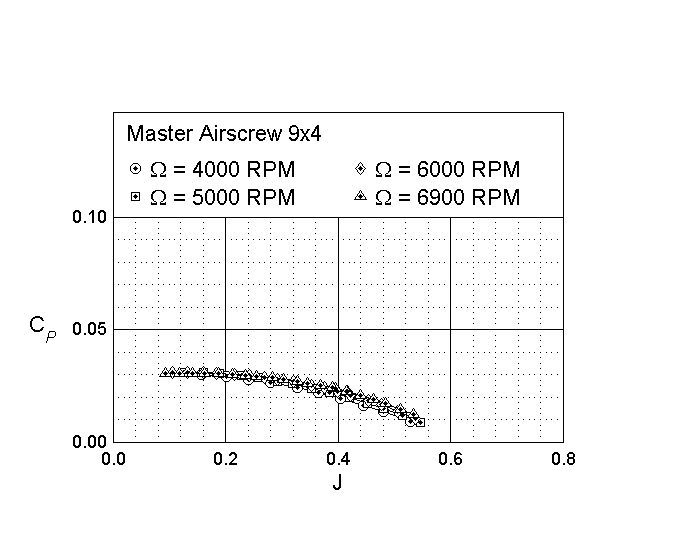 Master Airscrew 9x4
Ω = 4000 RPM
Ω = 6000 RPM
Ω = 5000 RPM
Ω = 6900 RPM
0.10
C_P
0.05
0.00
0.0 0.2 0.4 0.6 0.8
J